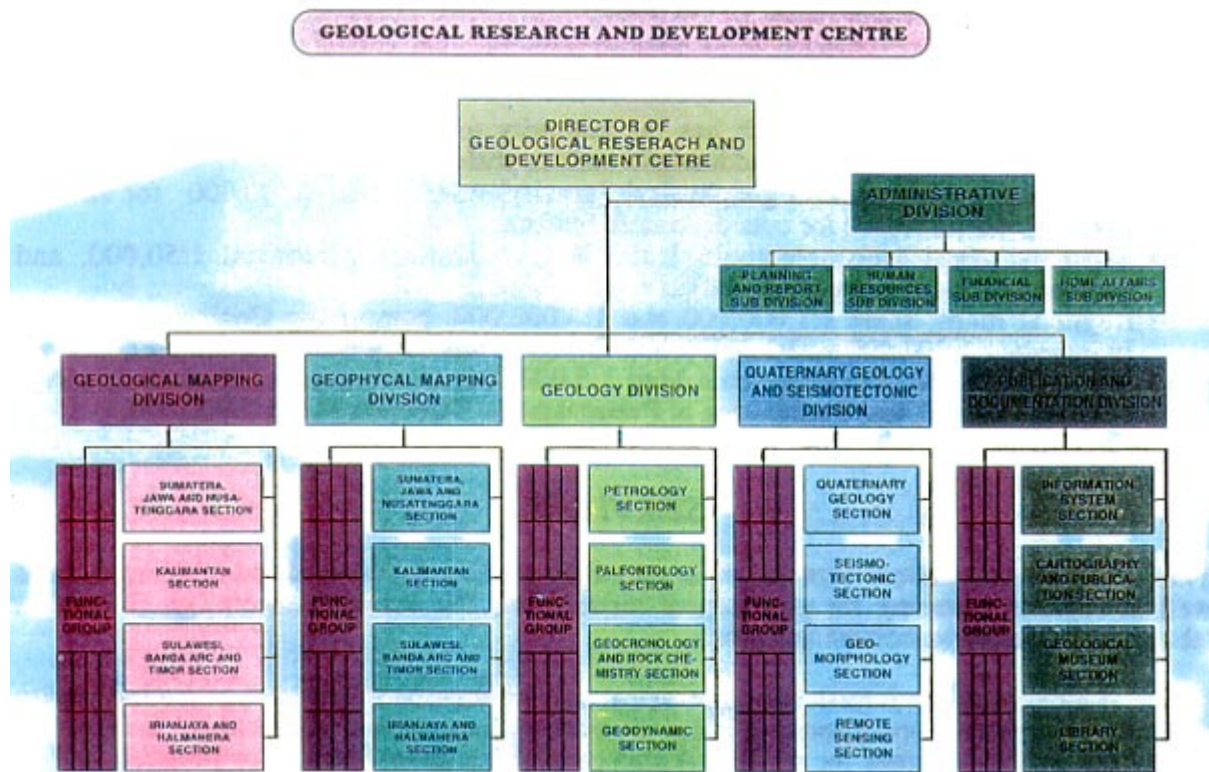 GEOLOGICAL RESEARCH AND DEVELOPMENT CENTRE
DIRECTOR OF
GEOLOGICAL RESERACH AND
DEVELOPMENT CETRE
ADMINISTRATIVE
DIVISION
PLANNING
AND REPORT
SUB DIVISION
HUMAN
RESOURCES
SUB DIVISION
FINANCIAL
SUB DIVISION
HOME AFFAIRS
SUB DIVISION
GEOLOGICAL MAPPING
DIVISION
GEOPHYCAL MAPPING
DIVISION
GEOLOGY DIVISION
QUATERNARY GEOLOGY
AND SEISMOTECTONIC
DIVISION
PUBLICATION AND
DOCUMENTATION DIVISION
FUNC-
TIONAL
GROUP
SUMATERA,
JAWA AND NUSA-
TENGGARA SECTION
KALIMANTAN
SECTION
SULAWESI,
BANDA ARC AND
TIMOR SECTION
IRIANJAYA AND
HALMAHERA
SECTION
FUNC-
TIONAL
GROUP
SUMATERA,
JAWA AND
NUSATENGGARA
SECTION
KALIMANTAN
SECTION
SULAWESI,
BANDA ARC AND
TIMOR SECTION
IRIANJAYA AND
HALMAHERA
SECTION
FUNC-
TIONAL
GROUP
PETROLOGY
SECTION
PALEONTOLOGY
SECTION
GEOCRONOLOGY
AND ROCK CHE-
MISTRY SECTION
GEODYNAMIC
SECTION
FUNC-
TIONAL
GROUP
QUATERNARY
GEOLOGY
SECTION
SEISMO-
TECTONIC
SECTION
GEO-
MORPHOLOGY
SECTION
REMOTE
SENSING
SECTION
FUNC-
TIONAL
GROUP
INFORMATION
SYSTEM
SECTION
CARTOGRAPHY
AND PUBLICA-
TION SECTION
GEOLOGICAL
MUSEUM
SECTION
LIBRARY
SECTION